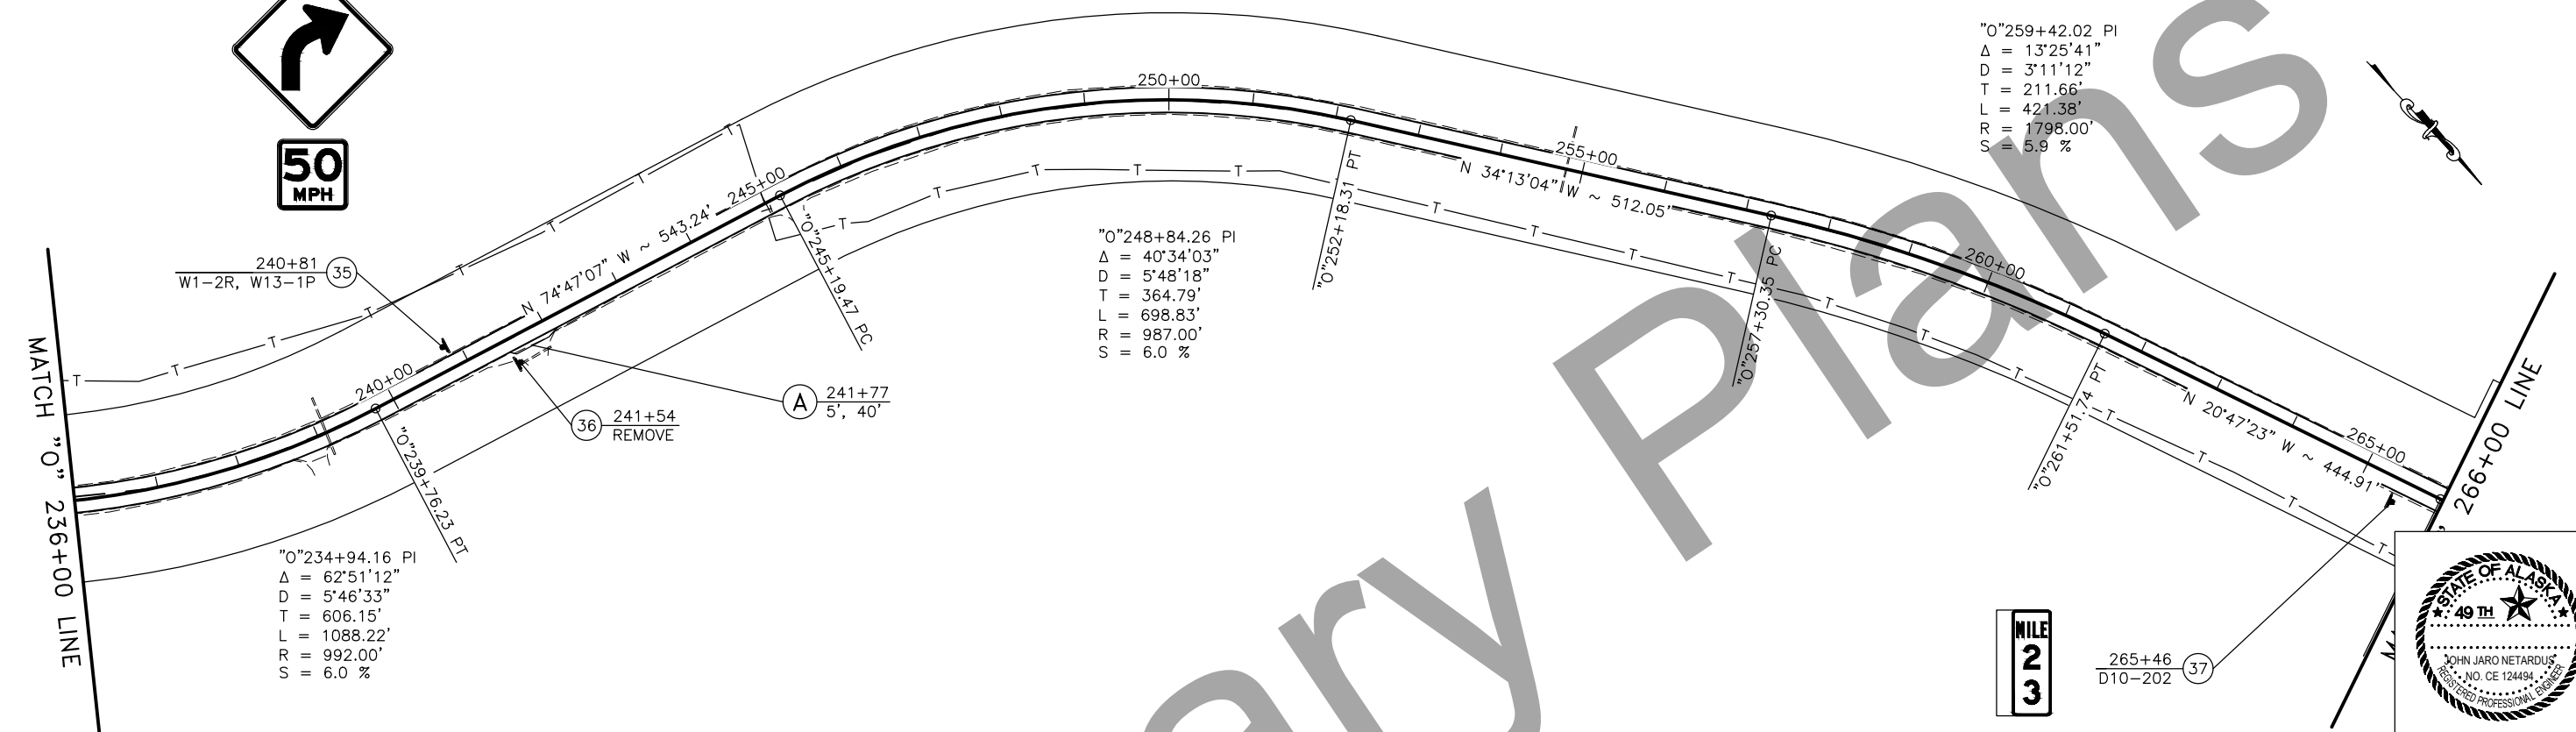 50
MPH
240+81
W1-2R, W13-1P
35
MATCH "O" 236+00 LINE
240+00
N 74°47'07" W ~ 543.24'
245+00
"O"239+76.23 PT
"O"245+19.47 PC
36
241+54
REMOVE
A
241+77
5', 40'
"O"234+94.16 PI
Δ = 62°51'12"
D = 5°46'33"
T = 606.15'
L = 1088.22'
R = 992.00'
S = 6.0 %
250+00
"O"248+84.26 PI
Δ = 40°34'03"
D = 5°48'18"
T = 364.79'
L = 698.83'
R = 987.00'
S = 6.0 %
"O"252+18.31 PT
N 34°13'04" W ~ 512.05'
255+00
"O"257+30.35 PC
"O"259+42.02 PI
Δ = 13°25'41"
D = 3°11'12"
T = 211.66'
L = 421.38'
R = 1798.00'
S = 5.9 %
260+00
"O"261+51.74 PT
N 20°47'23" W ~ 444.91'
265+00
266+00 LINE
MILE
2
3
265+46
D10-202
37
STATE OF ALASKA
49 TH
JOHN JARO NETARDUS
NO. CE 124494
REGISTERED PROFESSIONAL ENGINEER
Plans